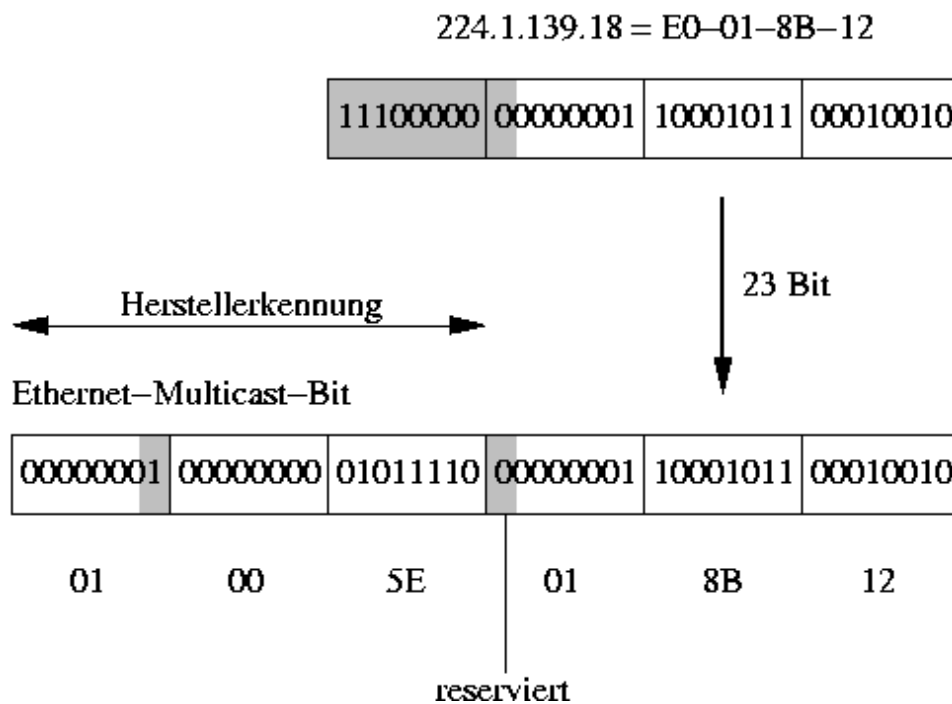 224.1.139.18 = E0–01–8B–12
11100000 00000001 10001011 00010010
23 Bit
Herstellerkennung
Ethernet–Multicast–Bit
00000001 00000000 01011110 00000001 10001011 00010010
01 00 5E 01 8B 12
reserviert